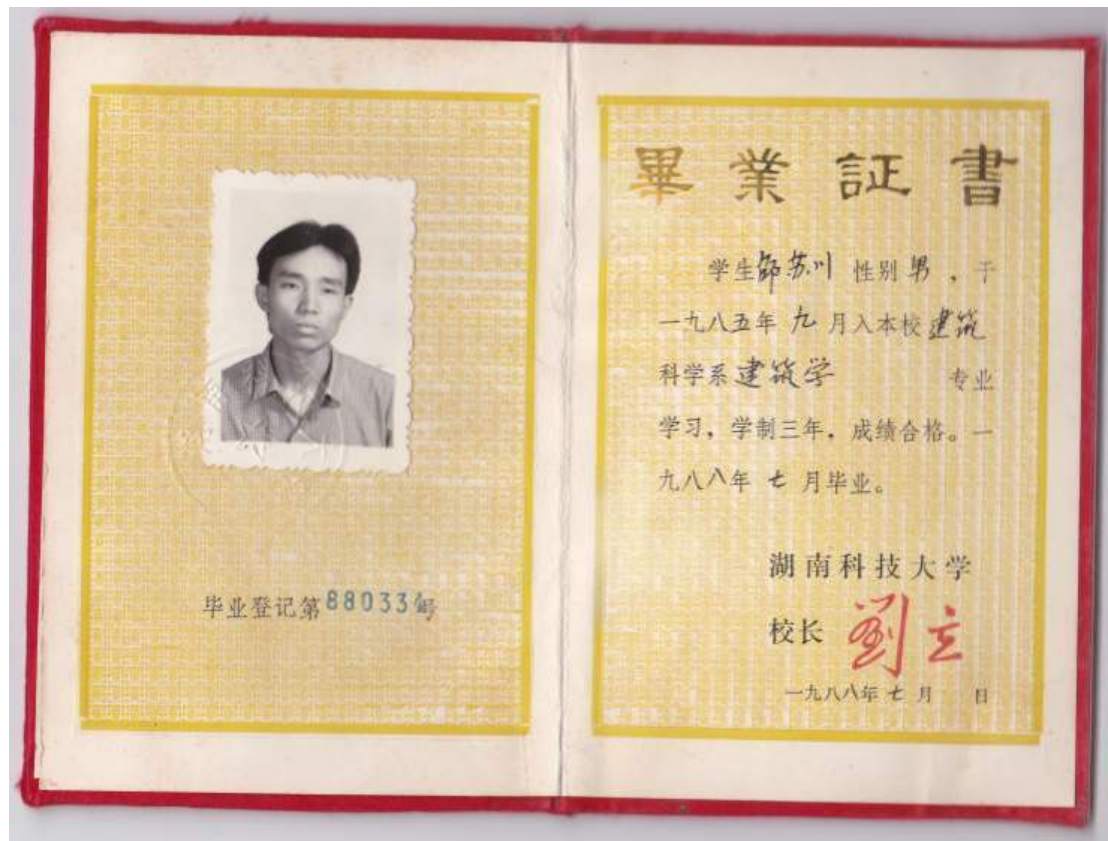 毕业登记第880334号
畢業証書
学生邹苏川 性别男,于
一九八五年 九 月入本校建筑
科学系建筑学 专业
学习,学制三年,成绩合格。一
九八八年 七 月毕业。
湖南科技大学
校长 劉立
一九八八年 七 月 日